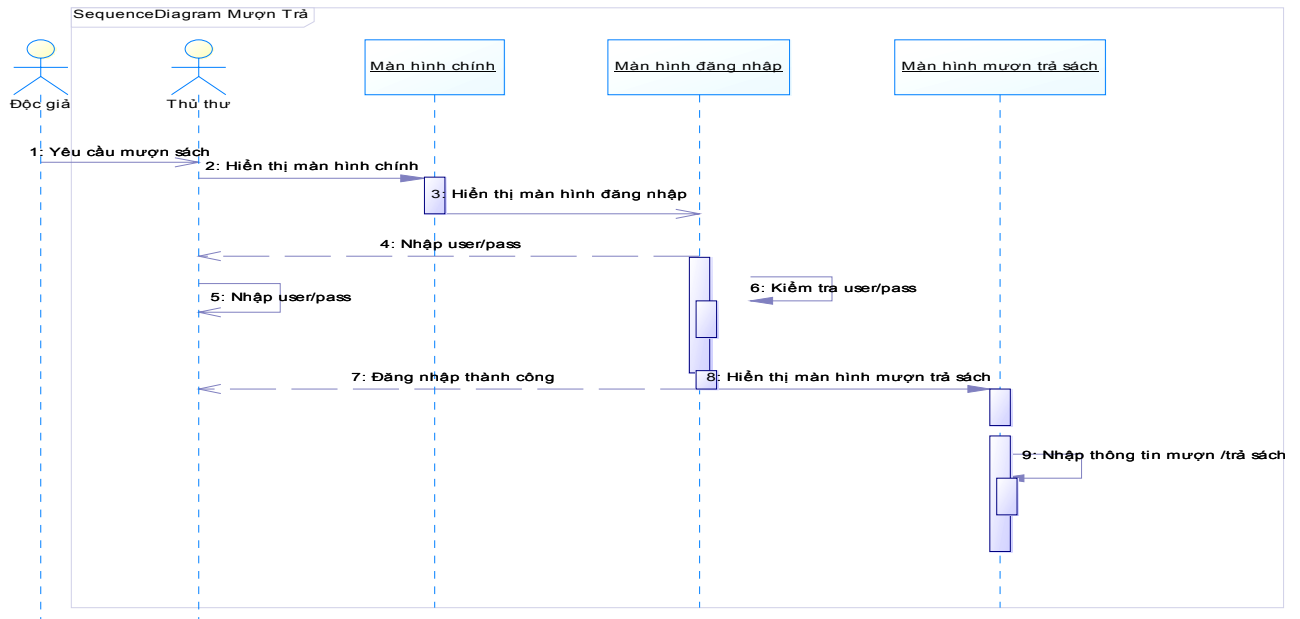 SequenceDiagram Mượn Trả
Độc giả
Thủ thư
Màn hình chính
Màn hình đăng nhập
Màn hình mượn trả sách
1: Yêu cầu mượn sách
2: Hiển thị màn hình chính
3: Hiển thị màn hình đăng nhập
4: Nhập user/pass
5: Nhập user/pass
6: Kiểm tra user/pass
7: Đăng nhập thành công
8: Hiển thị màn hình mượn trả sách
9: Nhập thông tin mượn /trả sách